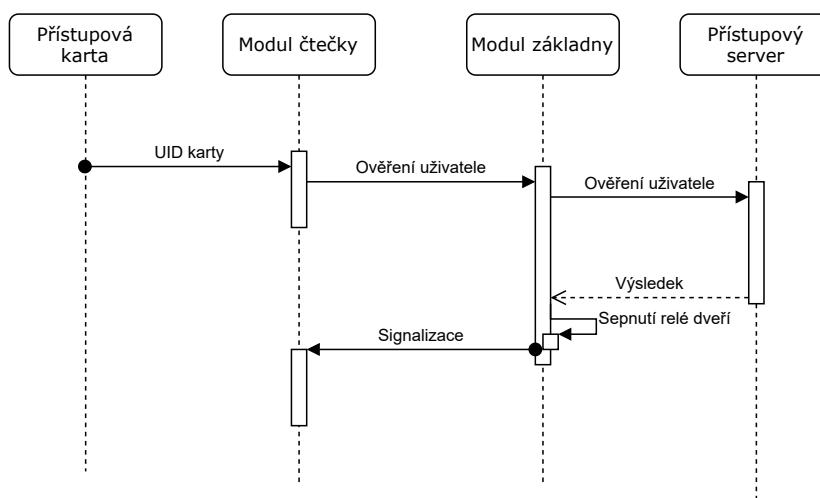 Přístupová
karta
Modul čtečky
Modul základny
Přístupový
server
UID karty
Ověření uživatele
Ověření uživatele
Výsledek
Sepnutí relé dveří
Signalizace